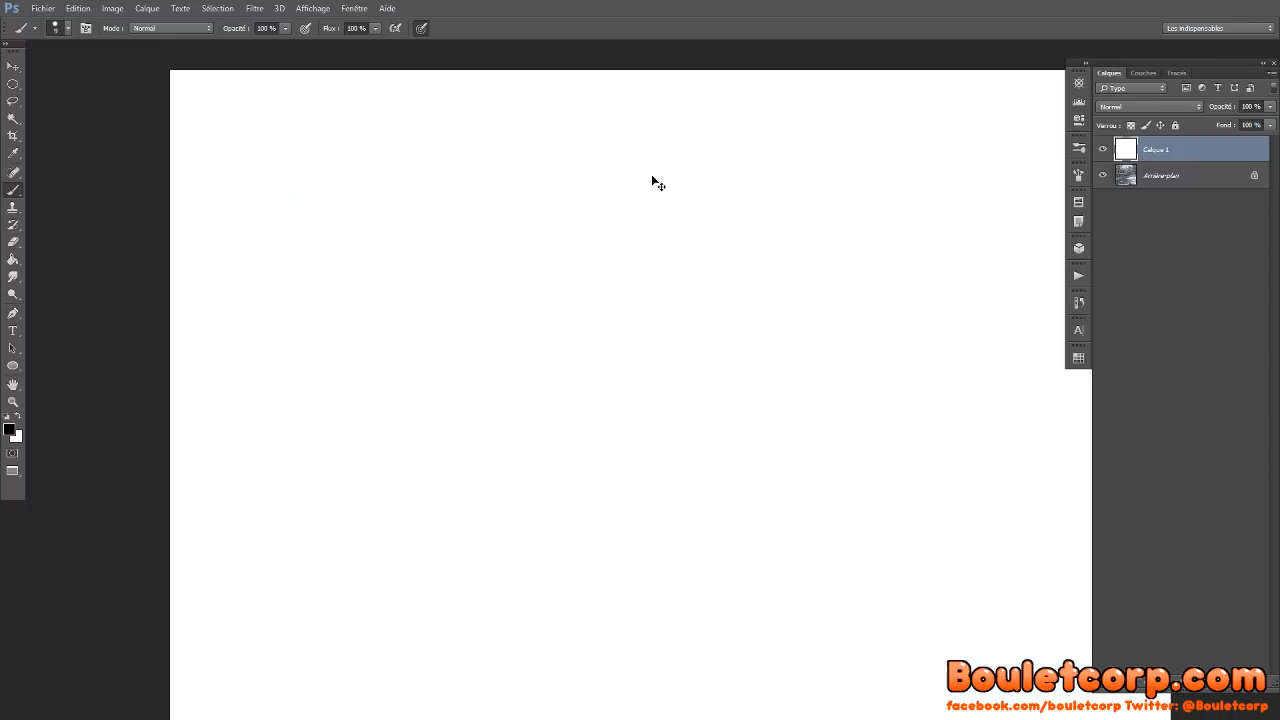 Ps Fichier Edition Image Calque Texte Sélection Filtre 3D Affichage Fenêtre Aide
9 Mode : Normal Opacité : 100 % Flux : 100 % Les indispensables
Calques Couches Tracés
Type
Normal Opacité : 100 %
Verrou : Fond : 100 %
Calque 1
Arrière-plan
Bouletcorp.com
facebook.com/bouletcorp Twitter: @Bouletcorp